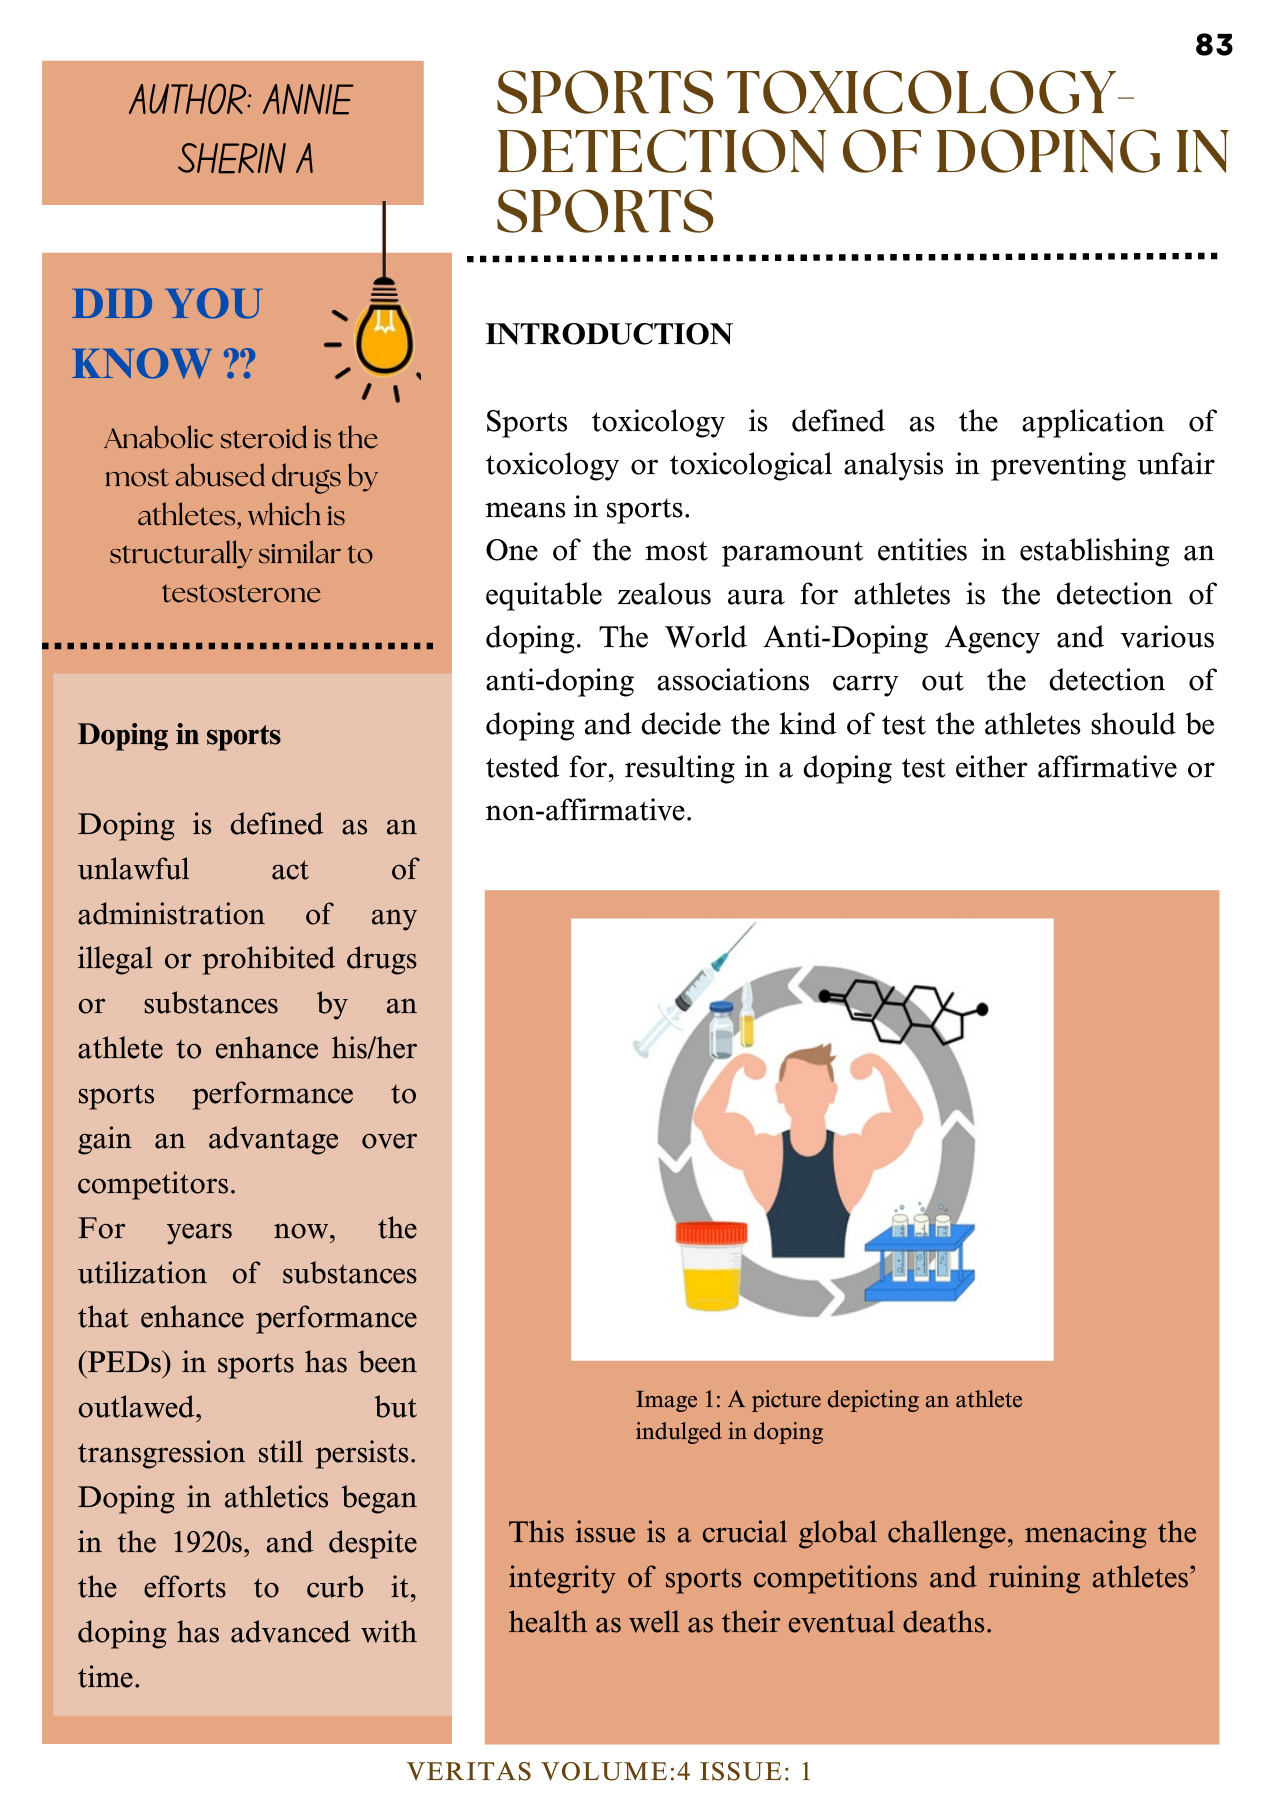 83
AUTHOR: ANNIE
SHERIN A
SPORTS TOXICOLOGY-
DETECTION OF DOPING IN
SPORTS
DID YOU
KNOW ??
Anabolic steroid is the
most abused drugs by
athletes, which is
structurally similar to
testosterone
Doping in sports
Doping is defined as an
unlawful act of
administration of any
illegal or prohibited drugs
or substances by an
athlete to enhance his/her
sports performance to
gain an advantage over
competitors.
For years now, the
utilization of substances
that enhance performance
(PEDs) in sports has been
outlawed, but
transgression still persists.
Doping in athletics began
in the 1920s, and despite
the efforts to curb it,
doping has advanced with
time.
INTRODUCTION
Sports toxicology is defined as the application of
toxicology or toxicological analysis in preventing unfair
means in sports.
One of the most paramount entities in establishing an
equitable zealous aura for athletes is the detection of
doping. The World Anti-Doping Agency and various
anti-doping associations carry out the detection of
doping and decide the kind of test the athletes should be
tested for, resulting in a doping test either affirmative or
non-affirmative.
Image 1: A picture depicting an athlete
indulged in doping
This issue is a crucial global challenge, menacing the
integrity of sports competitions and ruining athletes’
health as well as their eventual deaths.
VERITAS VOLUME:4 ISSUE: 1